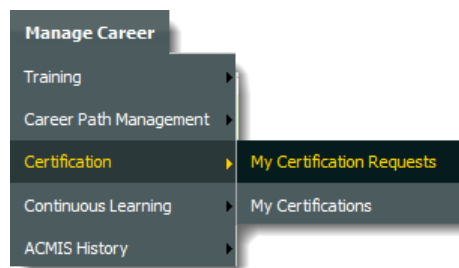 Manage Career
Training
Career Path Management
Certification
My Certification Requests
Continuous Learning
My Certifications
ACMIS History